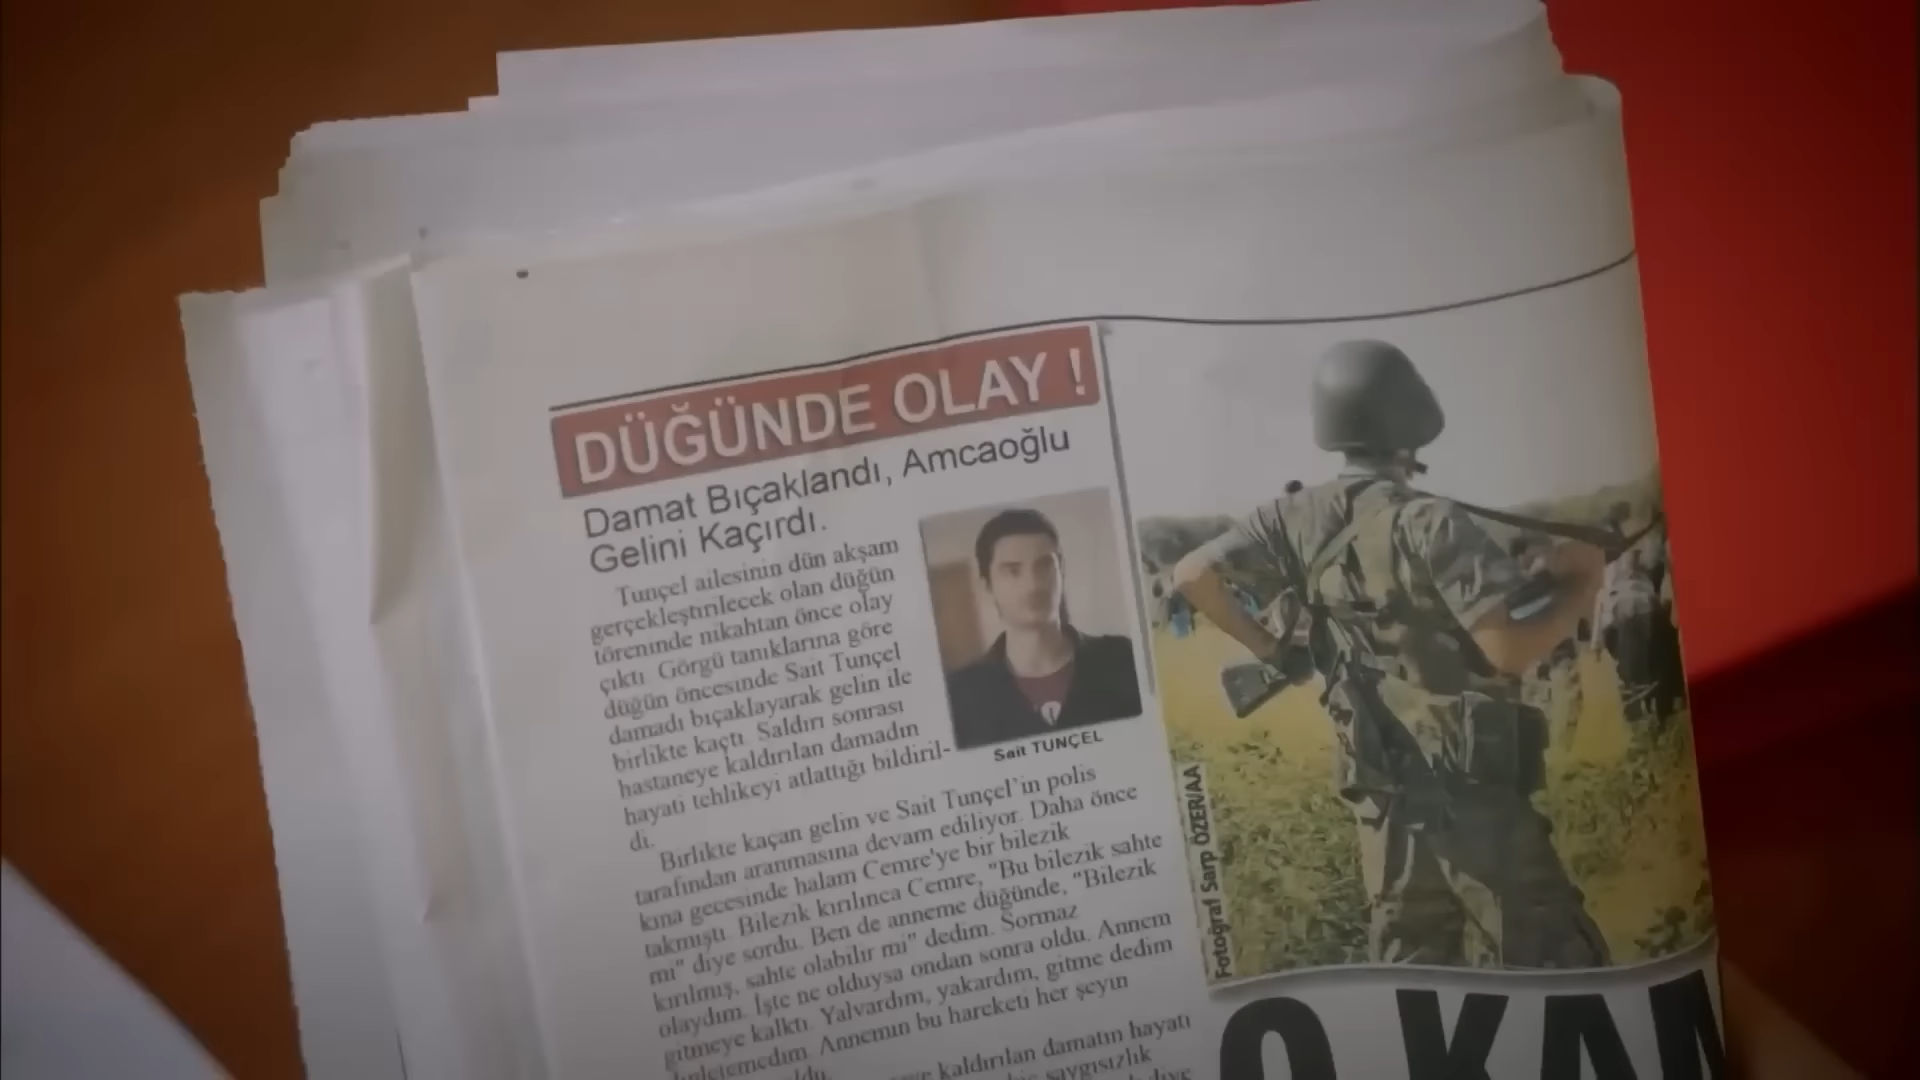 DÜĞÜNDE OLAY !
Damat Bıçaklandı, Amcaoğlu
Gelini Kaçırdı.
Tunçel ailesinin dün akşam
gerçekleştirilecek olan düğün
töreninde nikahtan önce olay
çıktı. Görgü tanıklarına göre
düğün öncesinde Sait Tunçel
damadı bıçaklayarak gelin ile
birlikte kaçtı. Saldırı sonrası
hastaneye kaldırılan damadın
hayati tehlikeyi atlattığı bildiril-
di.
Sait TUNÇEL
Birlikte kaçan gelin ve Sait Tunçel'in polis
tarafından aranmasına devam ediliyor. Daha önce
kına gecesinde halam Cemre'ye bir bilezik
takmıştı. Bilezik kırılınca Cemre, "Bu bilezik sahte
mi" diye sordu. Ben de anneme düğünde, "Bilezik
kırılmış, sahte olabilir mi" dedim. Sormaz
olaydım. İşte ne olduysa ondan sonra oldu. Annem
gitmeye kalktı. Yalvardım, yakardım, gitme dedim
Annemin bu hareketi her şeyin
kaldırılan damatın hayatı
saygısızlık
Fotoğraf Sarp ÖZER/AA
O KAN